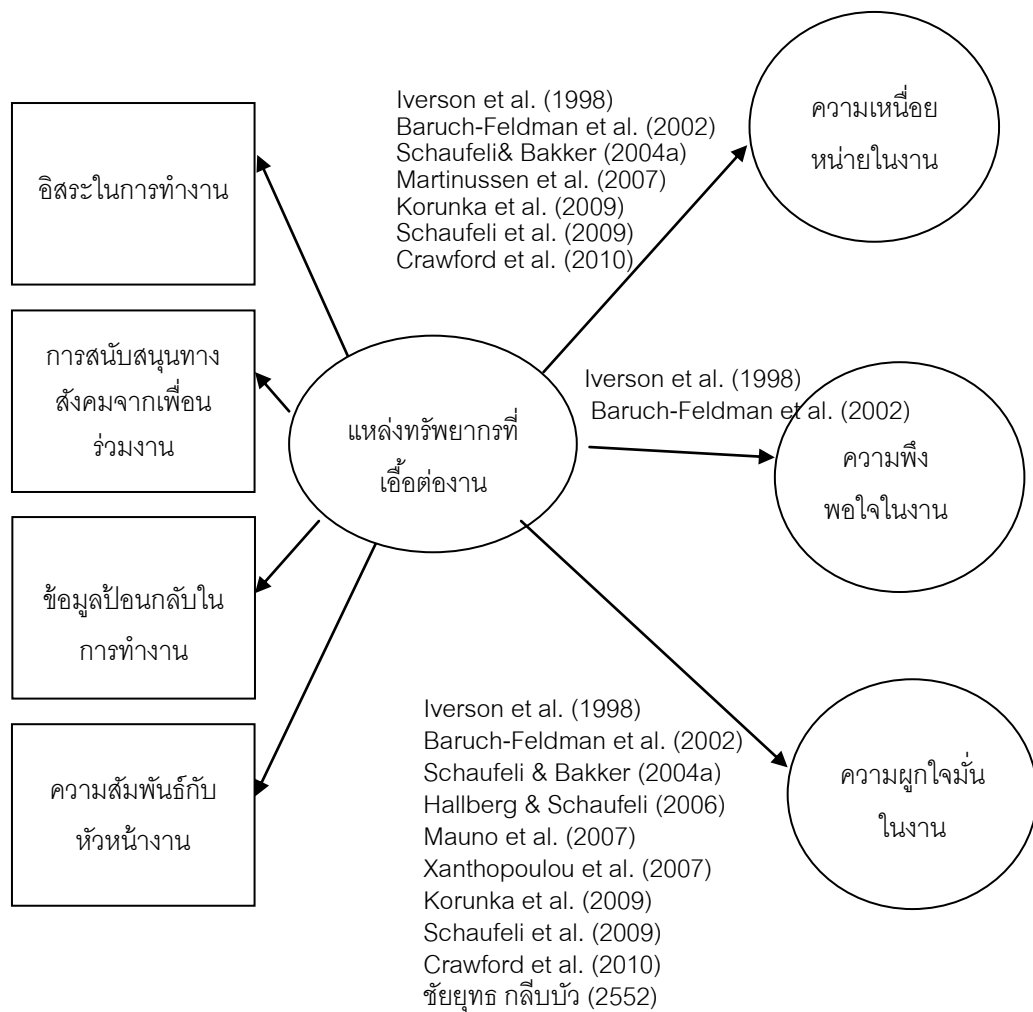 อิสระในการทำงาน
การสนับสนุนทาง
สังคมจากเพื่อน
ร่วมงาน
ข้อมูลป้อนกลับใน
การทำงาน
ความสัมพันธ์กับ
หัวหน้างาน
แหล่งทรัพยากรที่
เอื้อต่องาน
Iverson et al. (1998)
Baruch-Feldman et al. (2002)
Schaufeli& Bakker (2004a)
Martinussen et al. (2007)
Korunka et al. (2009)
Schaufeli et al. (2009)
Crawford et al. (2010)
ความเหนื่อย
หน่ายในงาน
Iverson et al. (1998)
Baruch-Feldman et al. (2002)
ความพึง
พอใจในงาน
Iverson et al. (1998)
Baruch-Feldman et al. (2002)
Schaufeli & Bakker (2004a)
Hallberg & Schaufeli (2006)
Mauno et al. (2007)
Xanthopoulou et al. (2007)
Korunka et al. (2009)
Schaufeli et al. (2009)
Crawford et al. (2010)
ชัยยุทธ กลีบบัว (2552)
ความผูกใจมั่น
ในงาน